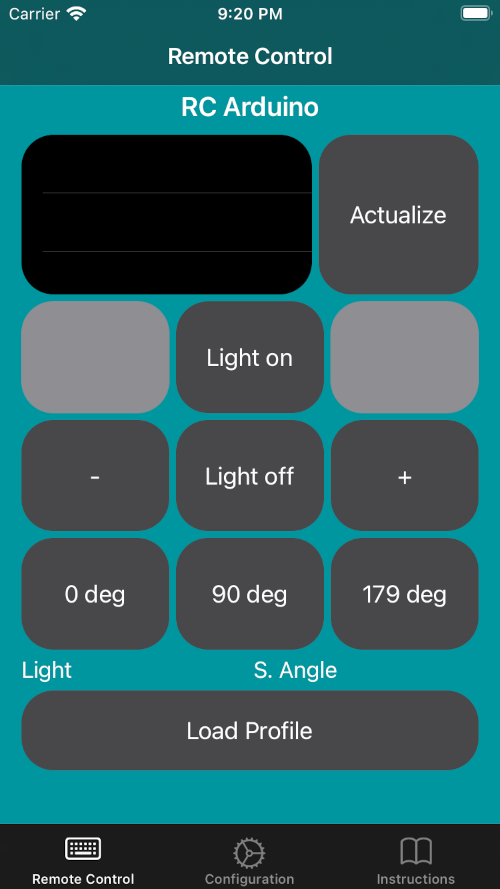 Carrier 9:20 PM
Remote Control
RC Arduino
Actualize
Light on
- Light off +
0 deg 90 deg 179 deg
Light S. Angle
Load Profile
Remote Control Configuration Instructions